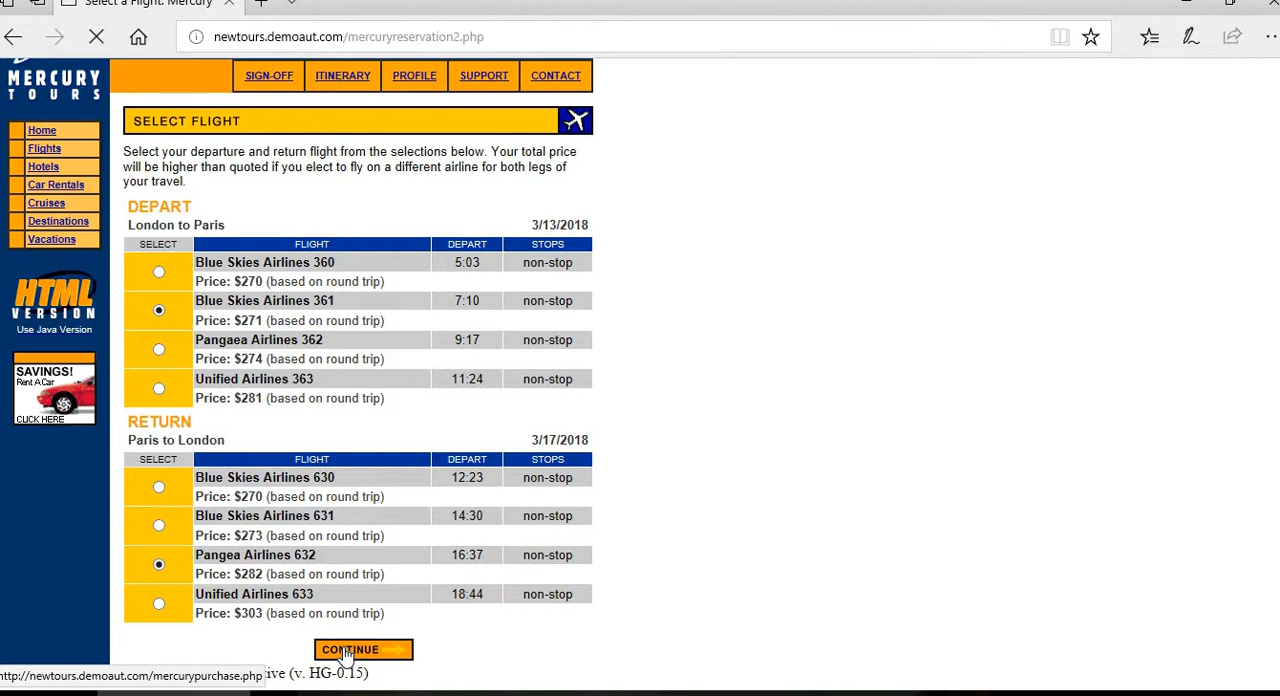 Select a Flight: Mercury
newtours.demoaut.com/mercuryreservation2.php
MERCURY
TOURS
SIGN-OFF
ITINERARY
PROFILE
SUPPORT
CONTACT
Home
Flights
Hotels
Car Rentals
Cruises
Destinations
Vacations
HTML
VERSION
Use Java Version
SAVINGS!
Rent A Car
CLICK HERE
SELECT FLIGHT
Select your departure and return flight from the selections below. Your total price
will be higher than quoted if you elect to fly on a different airline for both legs of
your travel.
DEPART
London to Paris 3/13/2018
SELECT FLIGHT DEPART STOPS
Blue Skies Airlines 360 5:03 non-stop
Price: $270 (based on round trip)
Blue Skies Airlines 361 7:10 non-stop
Price: $271 (based on round trip)
Pangaea Airlines 362 9:17 non-stop
Price: $274 (based on round trip)
Unified Airlines 363 11:24 non-stop
Price: $281 (based on round trip)
RETURN
Paris to London 3/17/2018
SELECT FLIGHT DEPART STOPS
Blue Skies Airlines 630 12:23 non-stop
Price: $270 (based on round trip)
Blue Skies Airlines 631 14:30 non-stop
Price: $273 (based on round trip)
Pangea Airlines 632 16:37 non-stop
Price: $282 (based on round trip)
Unified Airlines 633 18:44 non-stop
Price: $303 (based on round trip)
CONTINUE
http://newtours.demoaut.com/mercurypurchase.php
ive (v. HG-0.15)